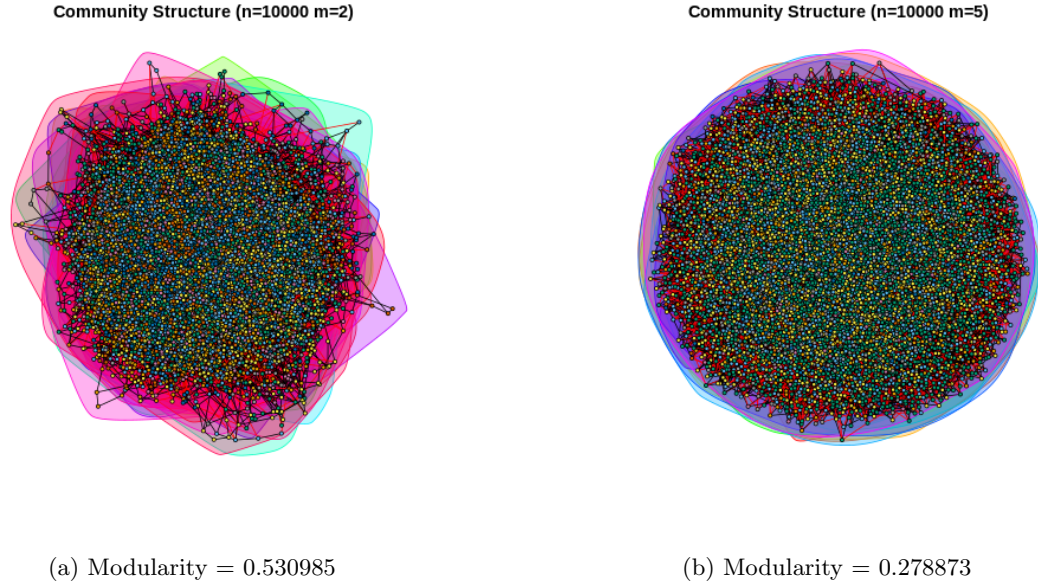 Community Structure (n=10000 m=2)
Community Structure (n=10000 m=5)
(a) Modularity = 0.530985
(b) Modularity = 0.278873